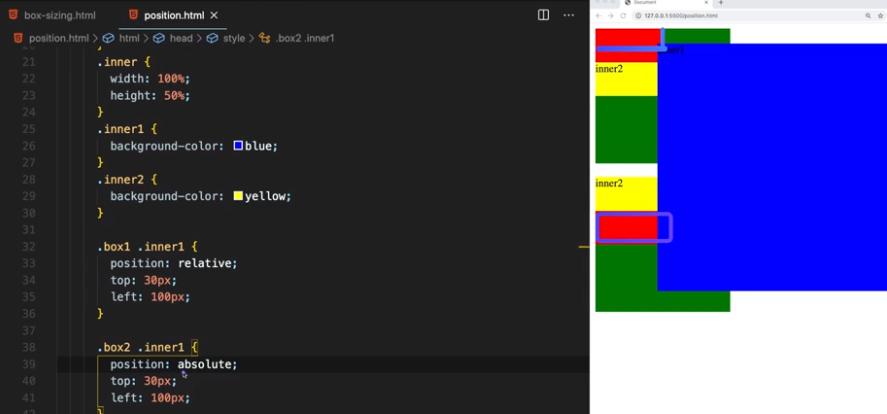 box-sizing.html
position.html
position.html > html > head > style > .box2 .inner1
21 .inner {
22 width: 100%;
23 height: 50%;
24 }
25 .inner1 {
26 background-color: blue;
27 }
28 .inner2 {
29 background-color: yellow;
30 }
31
32 .box1 .inner1 {
33 position: relative;
34 top: 30px;
35 left: 100px;
36 }
37
38 .box2 .inner1 {
39 position: absolute;
40 top: 30px;
41 left: 100px;
Document
127.0.0.1:5500/position.html
inner2
inner2